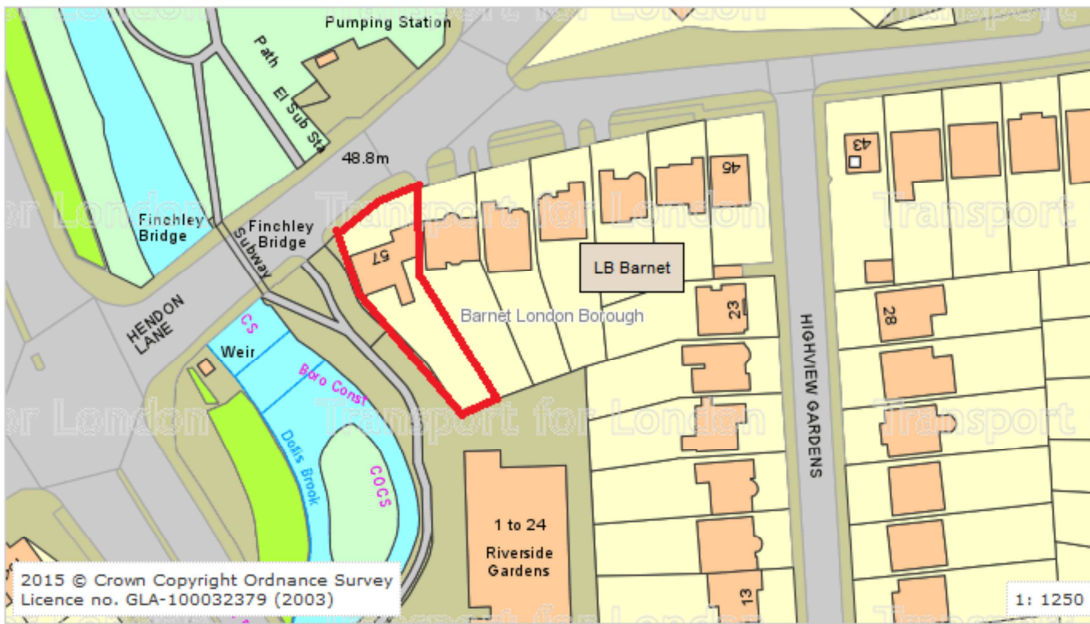 Pumping Station
Path
El Sub Sta
48.8m
Finchley
Bridge
Finchley
Bridge
Subway
HENDON
LANE
57
45
43
LB Barnet
Barnet London Borough
23
28
HIGHVIEW GARDENS
CS
Weir
Boro Const
Dollis Brook
COCS
1 to 24
Riverside
Gardens
13
2015 © Crown Copyright Ordnance Survey
Licence no. GLA-100032379 (2003)
1: 1250
Transport for London